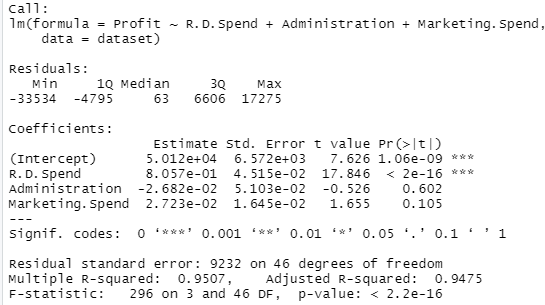 Call:
lm(formula = Profit ~ R.D.Spend + Administration + Marketing.Spend,
    data = dataset)
Residuals:
   Min     1Q Median     3Q    Max
-33534  -4795     63   6606  17275
Coefficients:
                  Estimate Std. Error t value Pr(>|t|)
(Intercept)      5.012e+04  6.572e+03   7.626 1.06e-09 ***
R.D.Spend        8.057e-01  4.515e-02  17.846  < 2e-16 ***
Administration  -2.682e-02  5.103e-02  -0.526    0.602
Marketing.Spend  2.723e-02  1.645e-02   1.655    0.105
---
Signif. codes:  0 ‘***’ 0.001 ‘**’ 0.01 ‘*’ 0.05 ‘.’ 0.1 ‘ ’ 1
Residual standard error: 9232 on 46 degrees of freedom
Multiple R-squared:  0.9507,	Adjusted R-squared:  0.9475
F-statistic:   296 on 3 and 46 DF,  p-value: < 2.2e-16